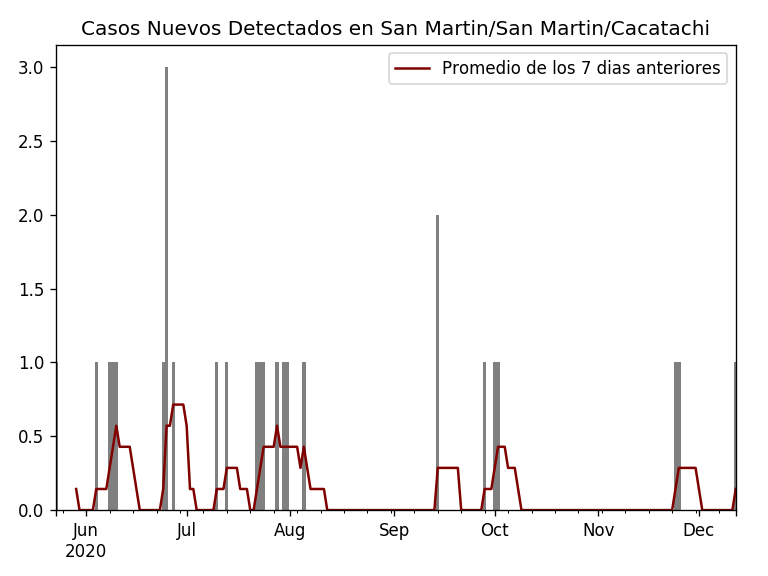 Casos Nuevos Detectados en San Martin/San Martin/Cacatachi
Promedio de los 7 dias anteriores
3.0
2.5
2.0
1.5
1.0
0.5
0.0
Jun Jul Aug Sep Oct Nov Dec
2020